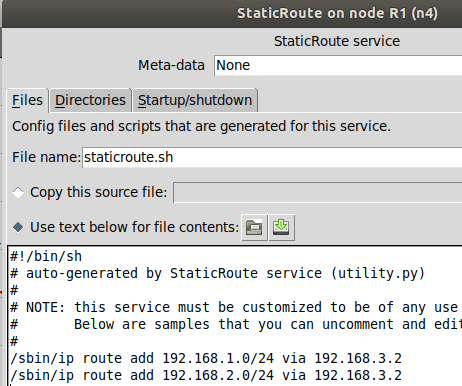 StaticRoute on node R1 (n4)
StaticRoute service
Meta-data None
Files Directories Startup/shutdown
Config files and scripts that are generated for this service.
File name: staticroute.sh
Copy this source file:
Use text below for file contents:
#!/bin/sh
# auto-generated by StaticRoute service (utility.py)
#
# NOTE: this service must be customized to be of any use
#       Below are samples that you can uncomment and edit
#
/sbin/ip route add 192.168.1.0/24 via 192.168.3.2
/sbin/ip route add 192.168.2.0/24 via 192.168.3.2